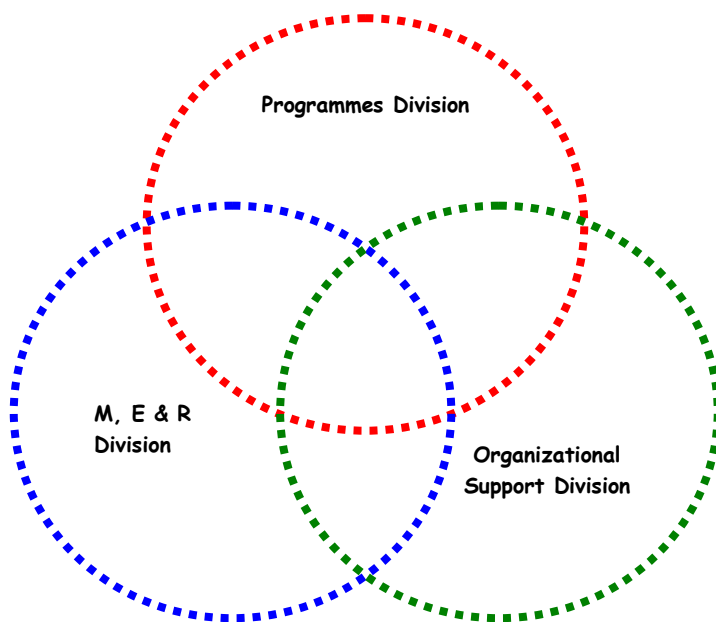 Programmes Division
M, E & R
Division
Organizational
Support Division